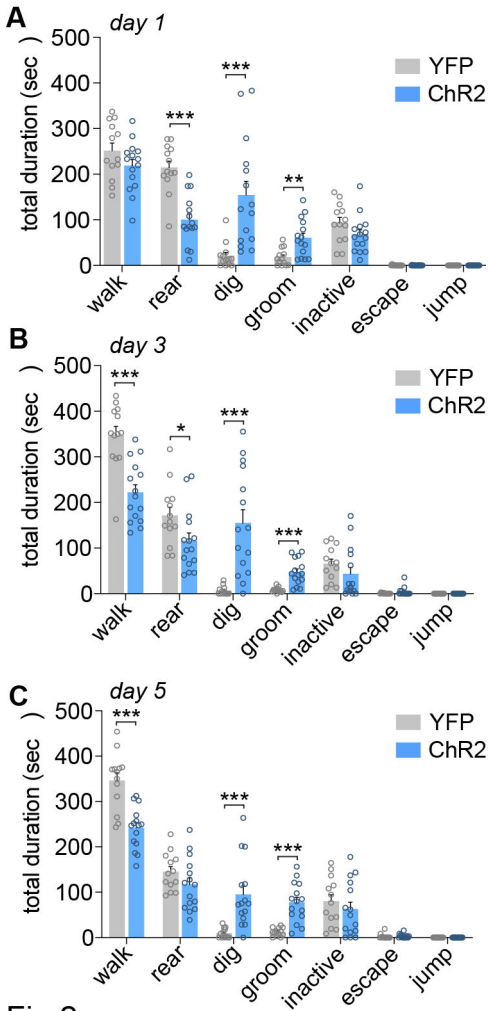 A
day 1
total duration (sec )
500
400
300
200
100
0
YFP
ChR2
***
***
**
walk
rear
dig
groom
inactive
escape
jump
B
day 3
total duration (sec )
500
400
300
200
100
0
YFP
ChR2
***
*
***
***
walk
rear
dig
groom
inactive
escape
jump
C
day 5
total duration (sec )
500
400
300
200
100
0
YFP
ChR2
***
***
***
walk
rear
dig
groom
inactive
escape
jump